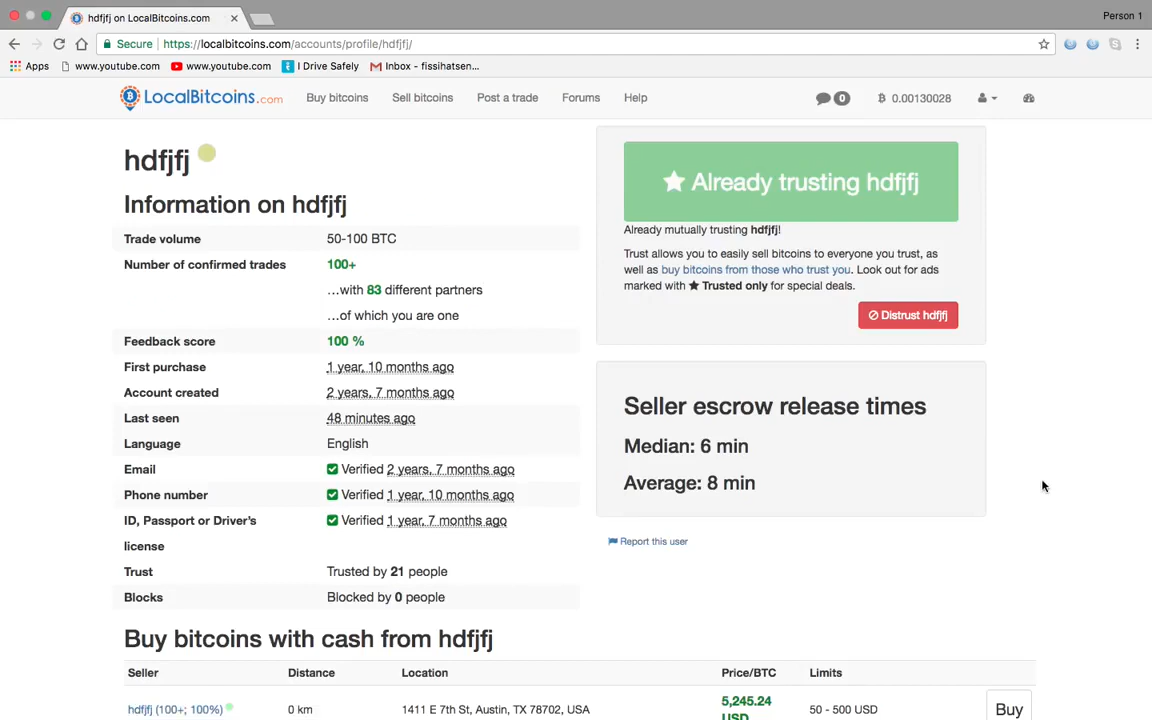 hdfjfj on LocalBitcoins.com
Person 1
Secure https://localbitcoins.com/accounts/profile/hdfjfj/
Apps www.youtube.com www.youtube.com I Drive Safely Inbox - fissihatsen...
LocalBitcoins.com Buy bitcoins Sell bitcoins Post a trade Forums Help 0 0.00130028
hdfjfj
Information on hdfjfj
Trade volume 50-100 BTC
Number of confirmed trades 100+
...with 83 different partners
...of which you are one
Feedback score 100 %
First purchase 1 year, 10 months ago
Account created 2 years, 7 months ago
Last seen 48 minutes ago
Language English
Email Verified 2 years, 7 months ago
Phone number Verified 1 year, 10 months ago
ID, Passport or Driver's Verified 1 year, 7 months ago
license
Trust Trusted by 21 people
Blocks Blocked by 0 people
Already trusting hdfjfj
Already mutually trusting hdfjfj!
Trust allows you to easily sell bitcoins to everyone you trust, as
well as buy bitcoins from those who trust you. Look out for ads
marked with ★ Trusted only for special deals.
Distrust hdfjfj
Seller escrow release times
Median: 6 min
Average: 8 min
Report this user
Buy bitcoins with cash from hdfjfj
Seller Distance Location Price/BTC Limits
hdfjfj (100+; 100%) 0 km 1411 E 7th St, Austin, TX 78702, USA 5,245.24 50 - 500 USD Buy
USD